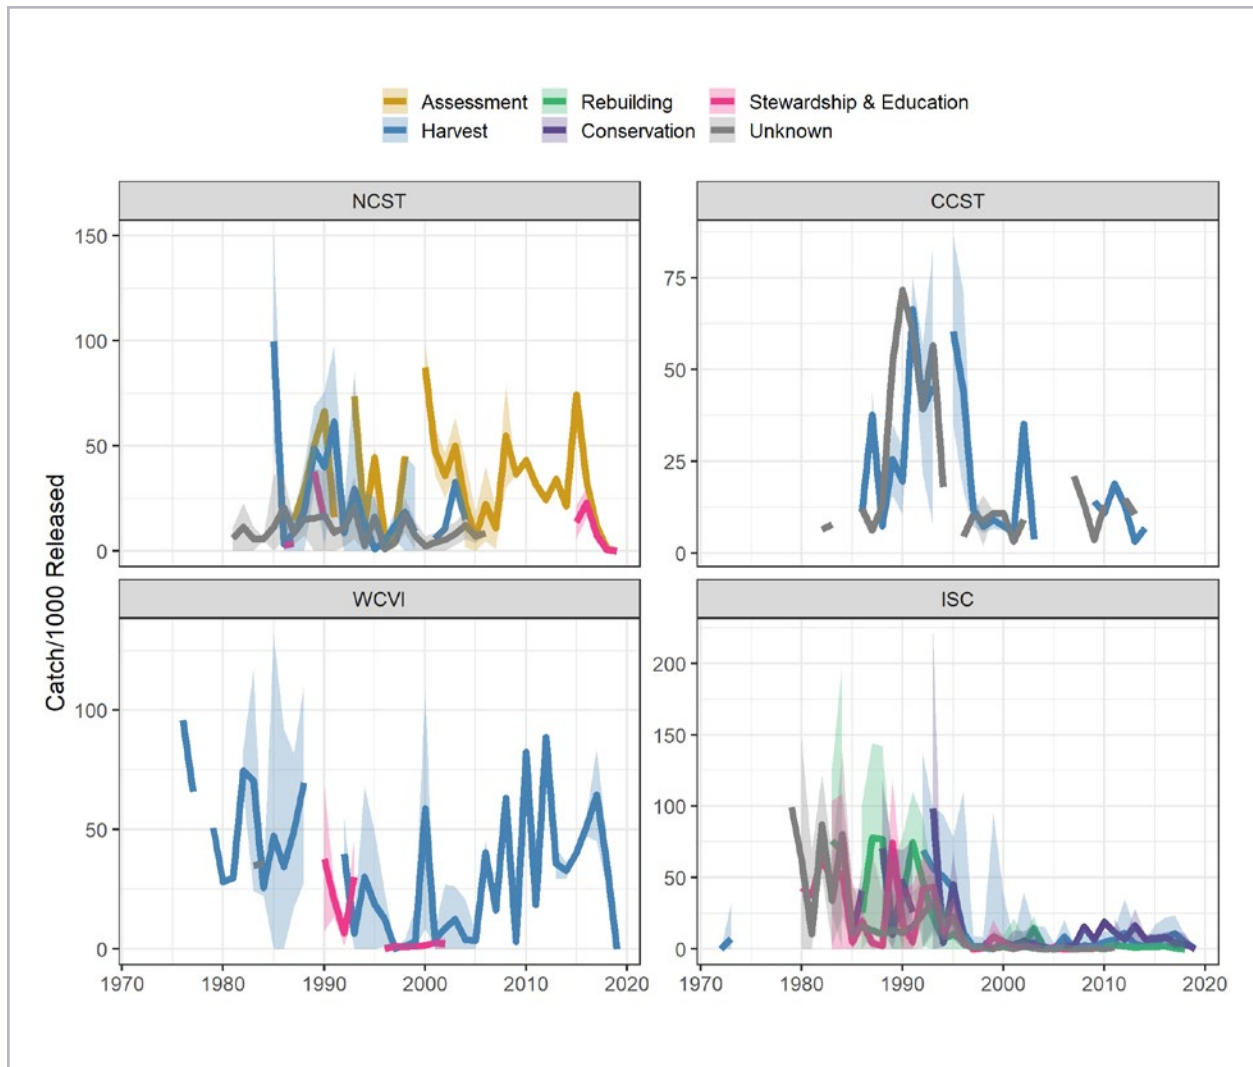 Assessment Rebuilding Stewardship & Education
Harvest Conservation Unknown
NCST CCST
150
100
50
0
75
50
25
0
Catch/1000 Released
WCVI ISC
100
50
0
200
150
100
50
0
1970 1980 1990 2000 2010 2020 1970 1980 1990 2000 2010 2020